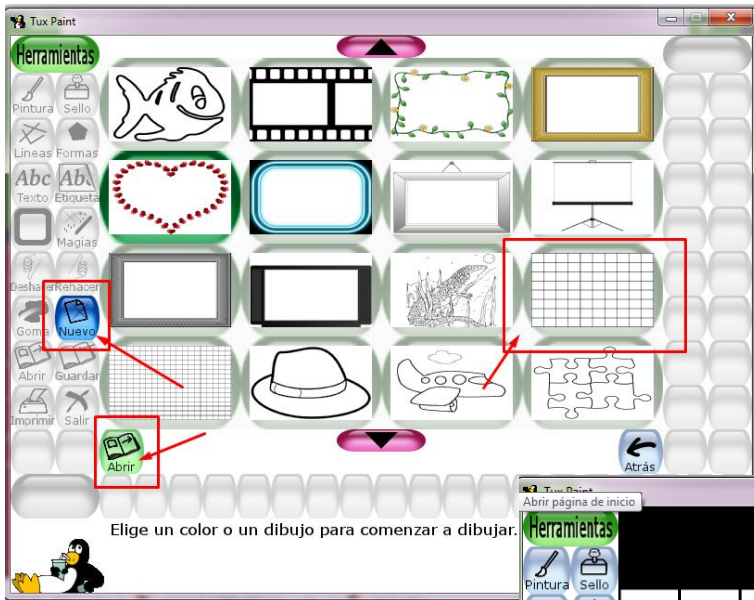 Tux Paint
Herramientas
Pintura Sello
Líneas Formas
Abc Abc
Texto Etiqueta
Magias
Deshacer Rehacer
Goma Nuevo
Abrir Guardar
Imprimir Salir
Abrir
Atrás
Elige un color o un dibujo para comenzar a dibujar.
Tux Paint
Abrir página de inicio
Herramientas
Pintura Sello